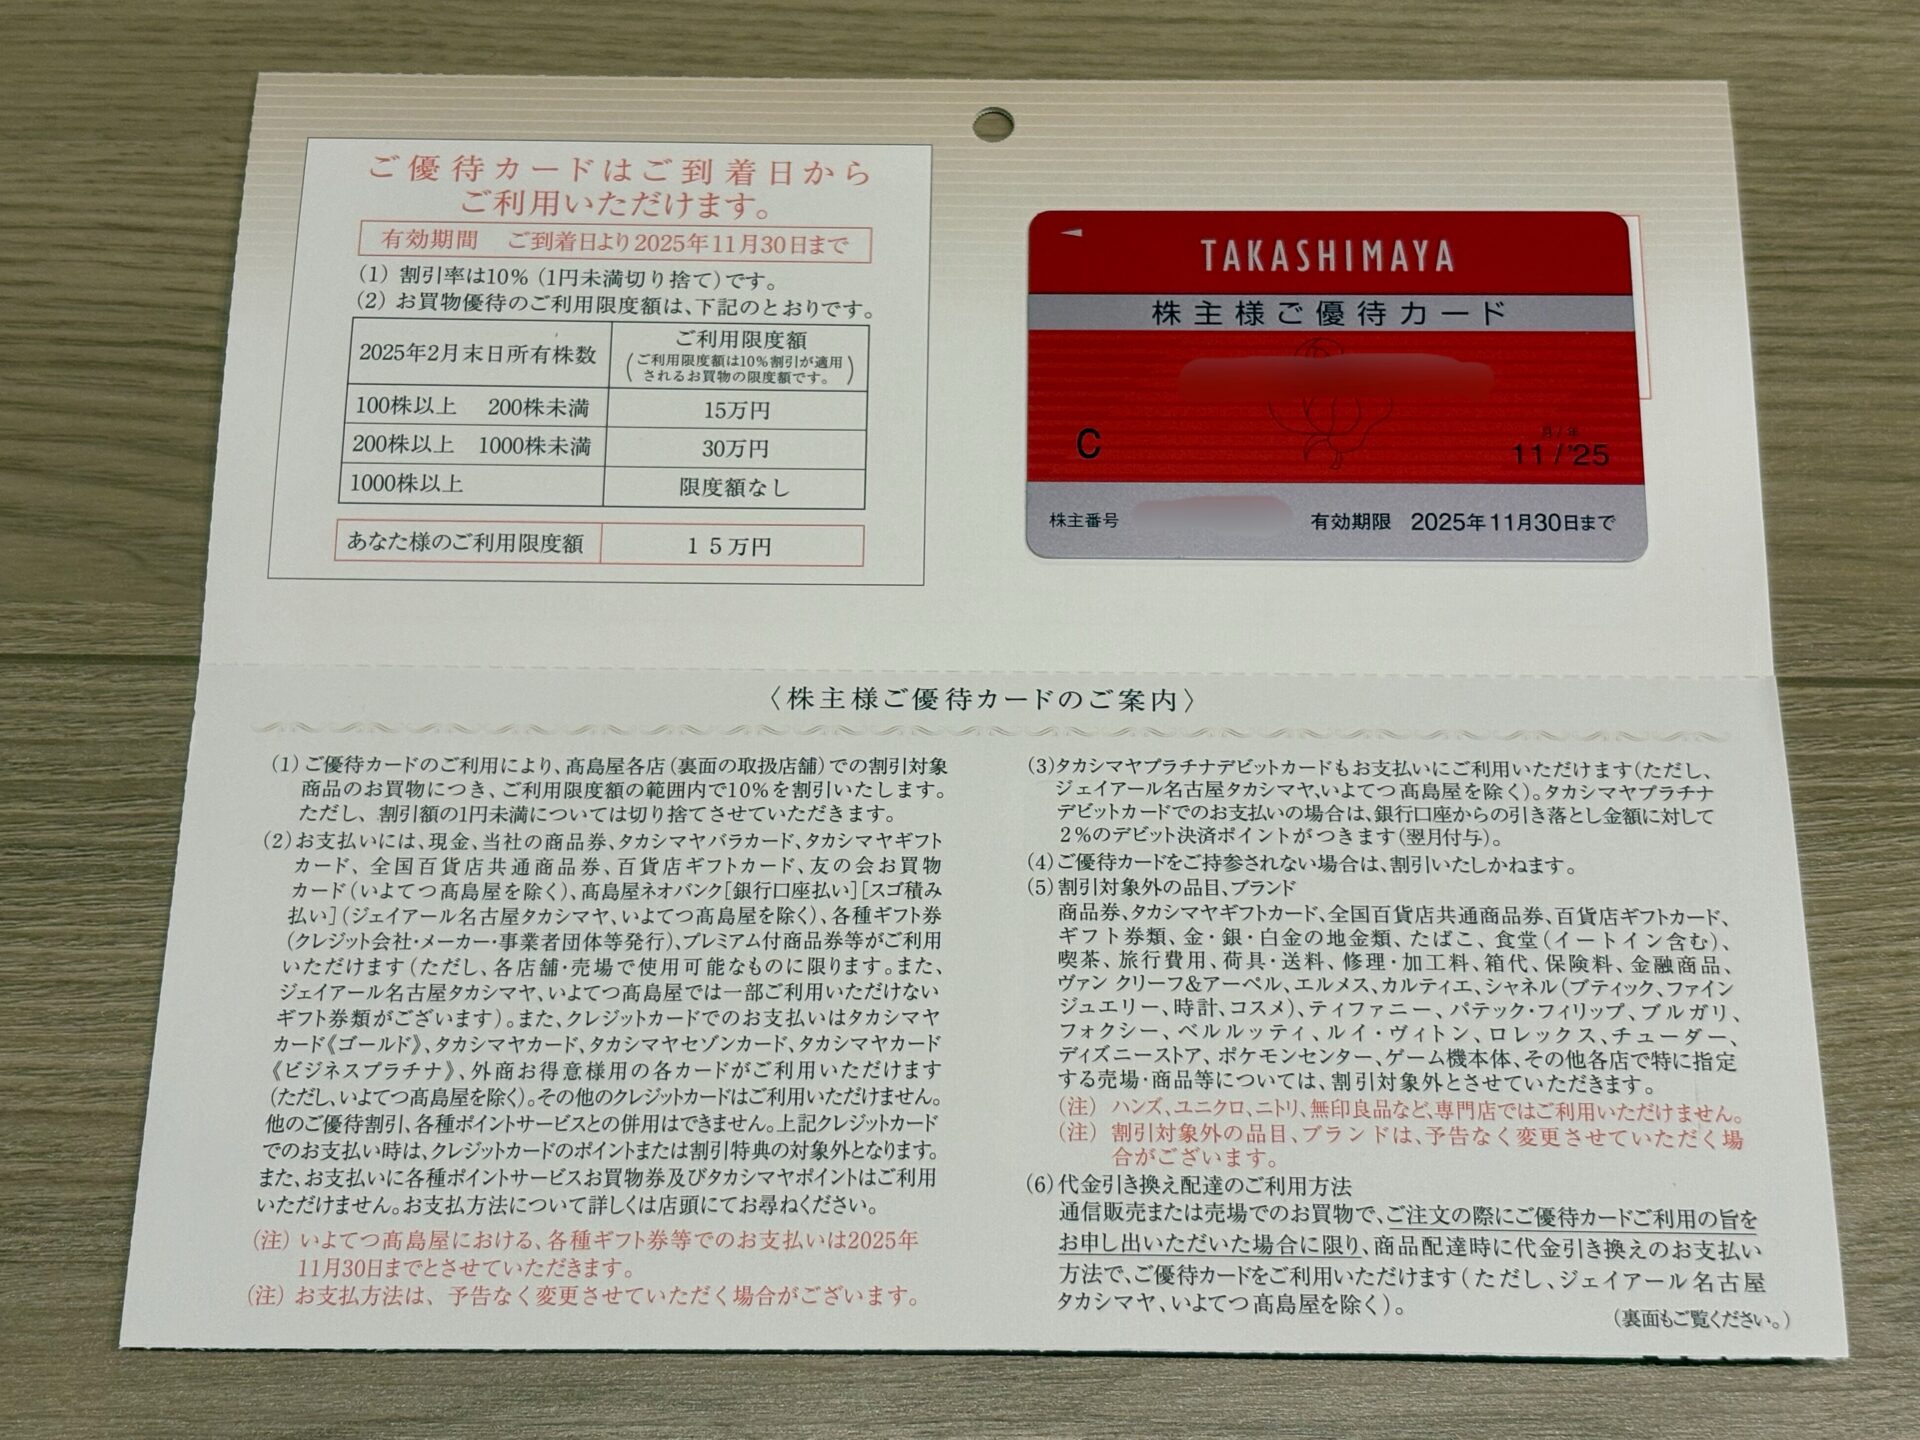 ご優待カードはご到着日から
ご利用いただけます。
有効期間　ご到着日より2025年11月30日まで
(1) 割引率は10%（1円未満切り捨て）です。
(2) お買物優待のご利用限度額は、下記のとおりです。
2025年2月末日所有株数
ご利用限度額
(ご利用限度額は10%割引が適用
されるお買物の限度額です。)
100株以上　200株未満　15万円
200株以上　1000株未満　30万円
1000株以上　限度額なし
あなた様のご利用限度額　１５万円
TAKASHIMAYA
株主様ご優待カード
C
月/年
11/'25
株主番号　有効期限　2025年11月30日まで
〈株主様ご優待カードのご案内〉
(1)ご優待カードのご利用により、髙島屋各店（裏面の取扱店舗）での割引対象
商品のお買物につき、ご利用限度額の範囲内で10%を割引いたします。
ただし、割引額の1円未満については切り捨てさせていただきます。
(2)お支払いには、現金、当社の商品券、タカシマヤバラカード、タカシマヤギフト
カード、全国百貨店共通商品券、百貨店ギフトカード、友の会お買物
カード（いよてつ髙島屋を除く）、髙島屋ネオバンク［銀行口座払い］［スゴ積み
払い］（ジェイアール名古屋タカシマヤ、いよてつ髙島屋を除く）、各種ギフト券
（クレジット会社・メーカー・事業者団体等発行）、プレミアム付商品券等がご利用
いただけます（ただし、各店舗・売場で使用可能なものに限ります。また、
ジェイアール名古屋タカシマヤ、いよてつ髙島屋では一部ご利用いただけない
ギフト券類がございます）。また、クレジットカードでのお支払いはタカシマヤ
カード《ゴールド》、タカシマヤカード、タカシマヤセゾンカード、タカシマヤカード
《ビジネスプラチナ》、外商お得意様用の各カードがご利用いただけます
（ただし、いよてつ髙島屋を除く）。その他のクレジットカードはご利用いただけません。
他のご優待割引、各種ポイントサービスとの併用はできません。上記クレジットカード
でのお支払い時は、クレジットカードのポイントまたは割引特典の対象外となります。
また、お支払いに各種ポイントサービスお買物券及びタカシマヤポイントはご利用
いただけません。お支払方法について詳しくは店頭にてお尋ねください。
（注）いよてつ髙島屋における、各種ギフト券等でのお支払いは2025年
11月30日までとさせていただきます。
（注）お支払方法は、予告なく変更させていただく場合がございます。
(3)タカシマヤプラチナデビットカードもお支払いにご利用いただけます（ただし、
ジェイアール名古屋タカシマヤ、いよてつ髙島屋を除く）。タカシマヤプラチナ
デビットカードでのお支払いの場合は、銀行口座からの引き落とし金額に対して
2%のデビット決済ポイントがつきます（翌月付与）。
(4)ご優待カードをご持参されない場合は、割引いたしかねます。
(5)割引対象外の品目、ブランド
商品券、タカシマヤギフトカード、全国百貨店共通商品券、百貨店ギフトカード、
ギフト券類、金・銀・白金の地金類、たばこ、食堂（イートイン含む）、
喫茶、旅行費用、荷具・送料、修理・加工料、箱代、保険料、金融商品、
ヴァン クリーフ&アーペル、エルメス、カルティエ、シャネル（ブティック、ファイン
ジュエリー、時計、コスメ）、ティファニー、パテック・フィリップ、ブルガリ、
フォクシー、ベルルッティ、ルイ・ヴィトン、ロレックス、チューダー、
ディズニーストア、ポケモンセンター、ゲーム機本体、その他各店で特に指定
する売場・商品等については、割引対象外とさせていただきます。
（注）ハンズ、ユニクロ、ニトリ、無印良品など、専門店ではご利用いただけません。
（注）割引対象外の品目、ブランドは、予告なく変更させていただく場
合がございます。
(6)代金引き換え配達のご利用方法
通信販売または売場でのお買物で、ご注文の際にご優待カードご利用の旨を
お申し出いただいた場合に限り、商品配達時に代金引き換えのお支払い
方法で、ご優待カードをご利用いただけます（ただし、ジェイアール名古屋
タカシマヤ、いよてつ髙島屋を除く）。
（裏面もご覧ください。）